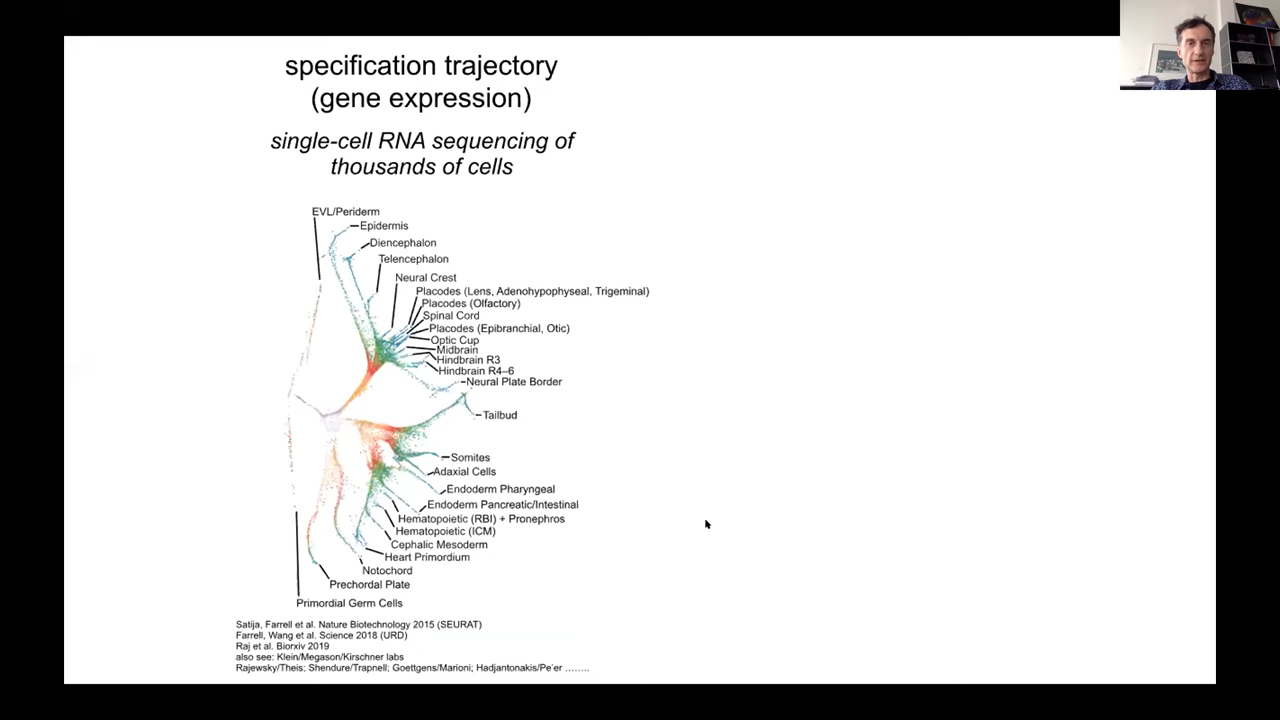 specification trajectory
(gene expression)
single-cell RNA sequencing of
thousands of cells
EVL/Periderm
Epidermis
Diencephalon
Telencephalon
Neural Crest
Placodes (Lens, Adenohypophyseal, Trigeminal)
Placodes (Olfactory)
Spinal Cord
Placodes (Epibranchial, Otic)
Optic Cup
Midbrain
Hindbrain R3
Hindbrain R4–6
Neural Plate Border
Tailbud
Somites
Adaxial Cells
Endoderm Pharyngeal
Endoderm Pancreatic/Intestinal
Hematopoietic (RBI) + Pronephros
Hematopoietic (ICM)
Cephalic Mesoderm
Heart Primordium
Notochord
Prechordal Plate
Primordial Germ Cells
Satija, Farrell et al. Nature Biotechnology 2015 (SEURAT)
Farrell, Wang et al. Science 2018 (URD)
Raj et al. Biorxiv 2019
also see: Klein/Megason/Kirschner labs
Rajewsky/Theis; Shendure/Trapnell; Goettgens/Marioni; Hadjantonakis/Pe'er ........